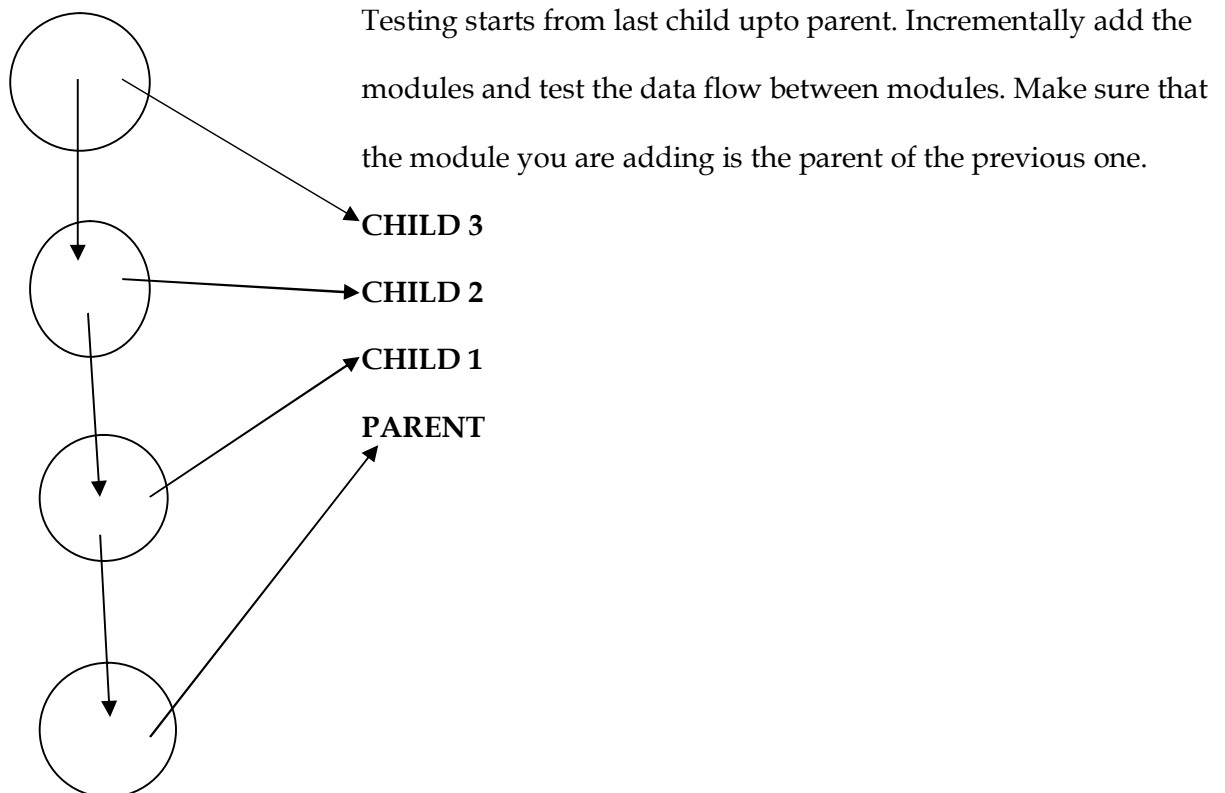 Testing starts from last child upto parent. Incrementally add the
modules and test the data flow between modules. Make sure that
the module you are adding is the parent of the previous one.
CHILD 3
CHILD 2
CHILD 1
PARENT